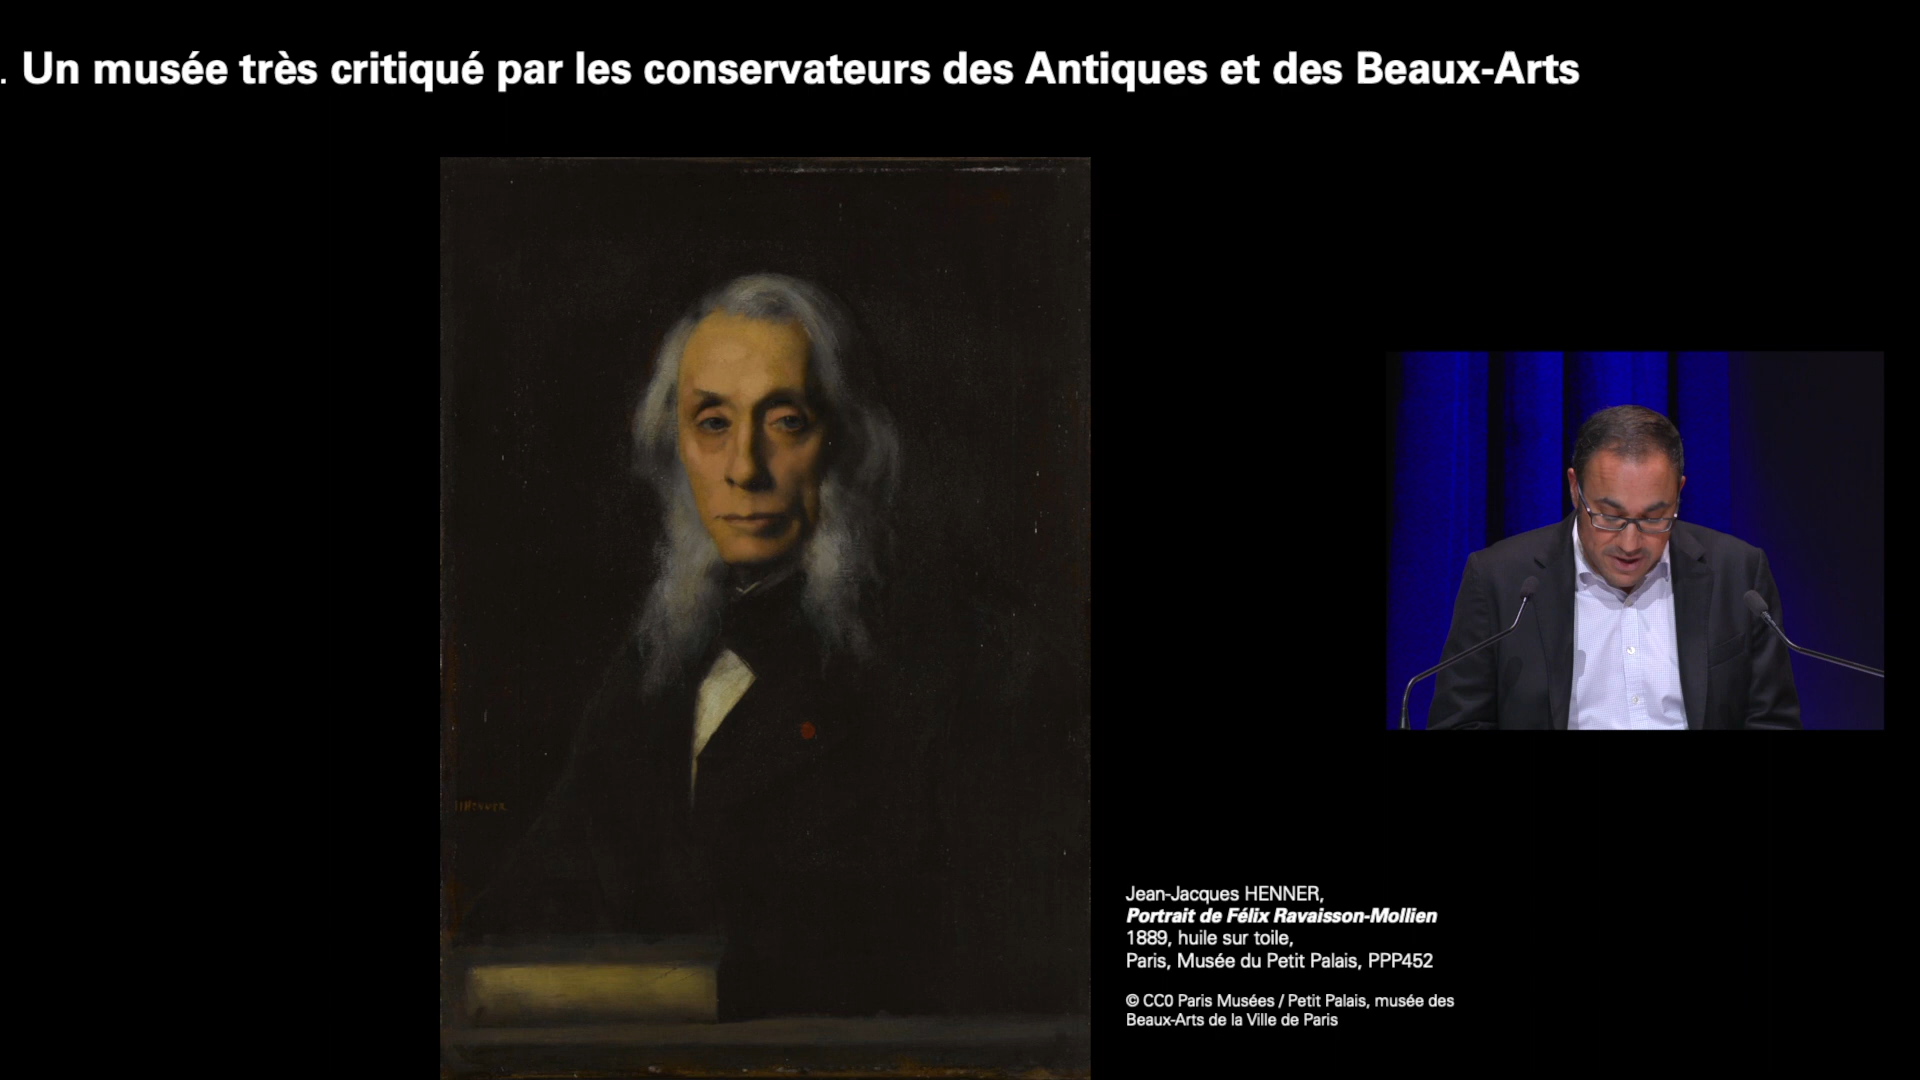 . Un musée très critiqué par les conservateurs des Antiques et des Beaux-Arts
Jean-Jacques HENNER,
Portrait de Félix Ravaisson-Mollien
1889, huile sur toile,
Paris, Musée du Petit Palais, PPP452
© CC0 Paris Musées / Petit Palais, musée des
Beaux-Arts de la Ville de Paris